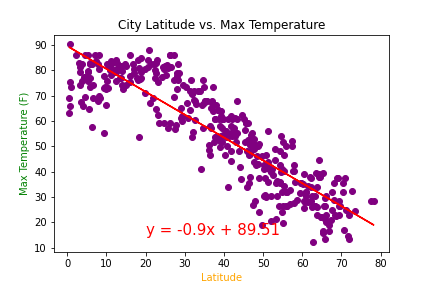 City Latitude vs. Max Temperature
Max Temperature (F)
90
80
70
60
50
40
30
20
10
y = -0.9x + 89.51
0 10 20 30 40 50 60 70 80
Latitude